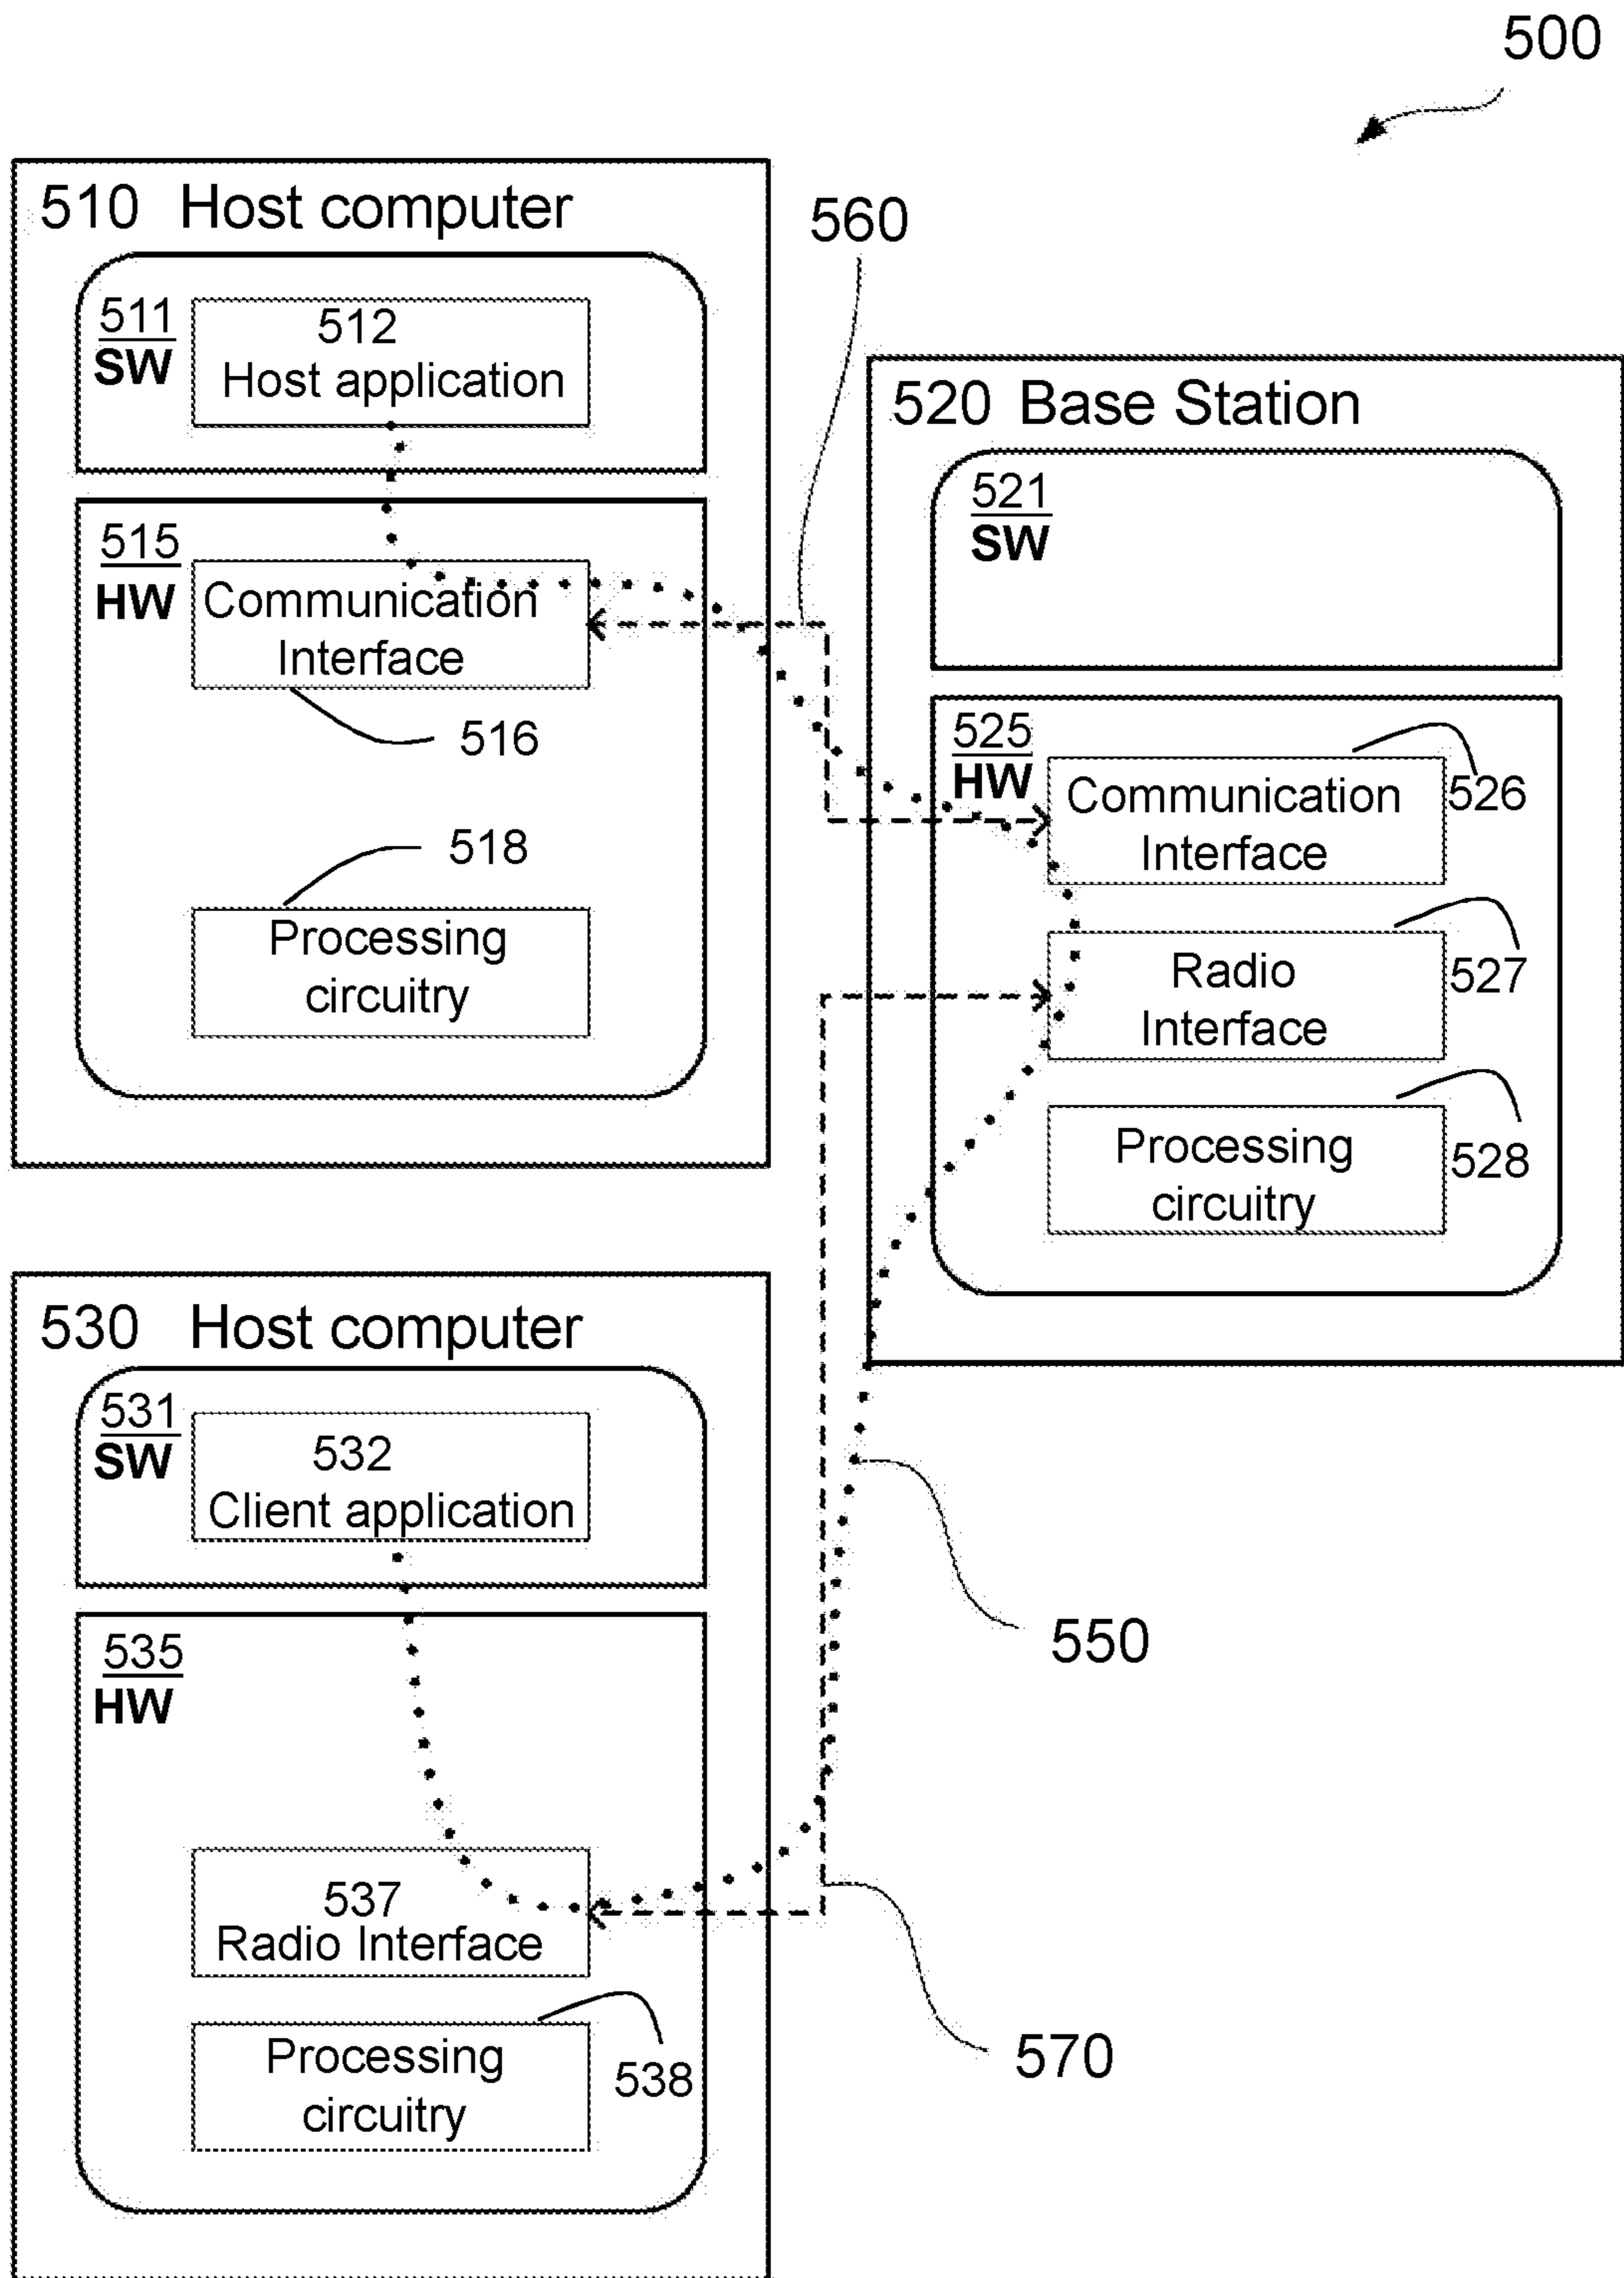 500
510 Host computer
560
511
SW
512
Host application
520 Base Station
521
SW
515
HW
Communication
Interface
516
525
HW
Communication
Interface
526
518
Processing
circuitry
Radio
Interface
527
Processing
circuitry
528
530 Host computer
531
SW
532
Client application
550
535
HW
537
Radio Interface
570
Processing
circuitry
538